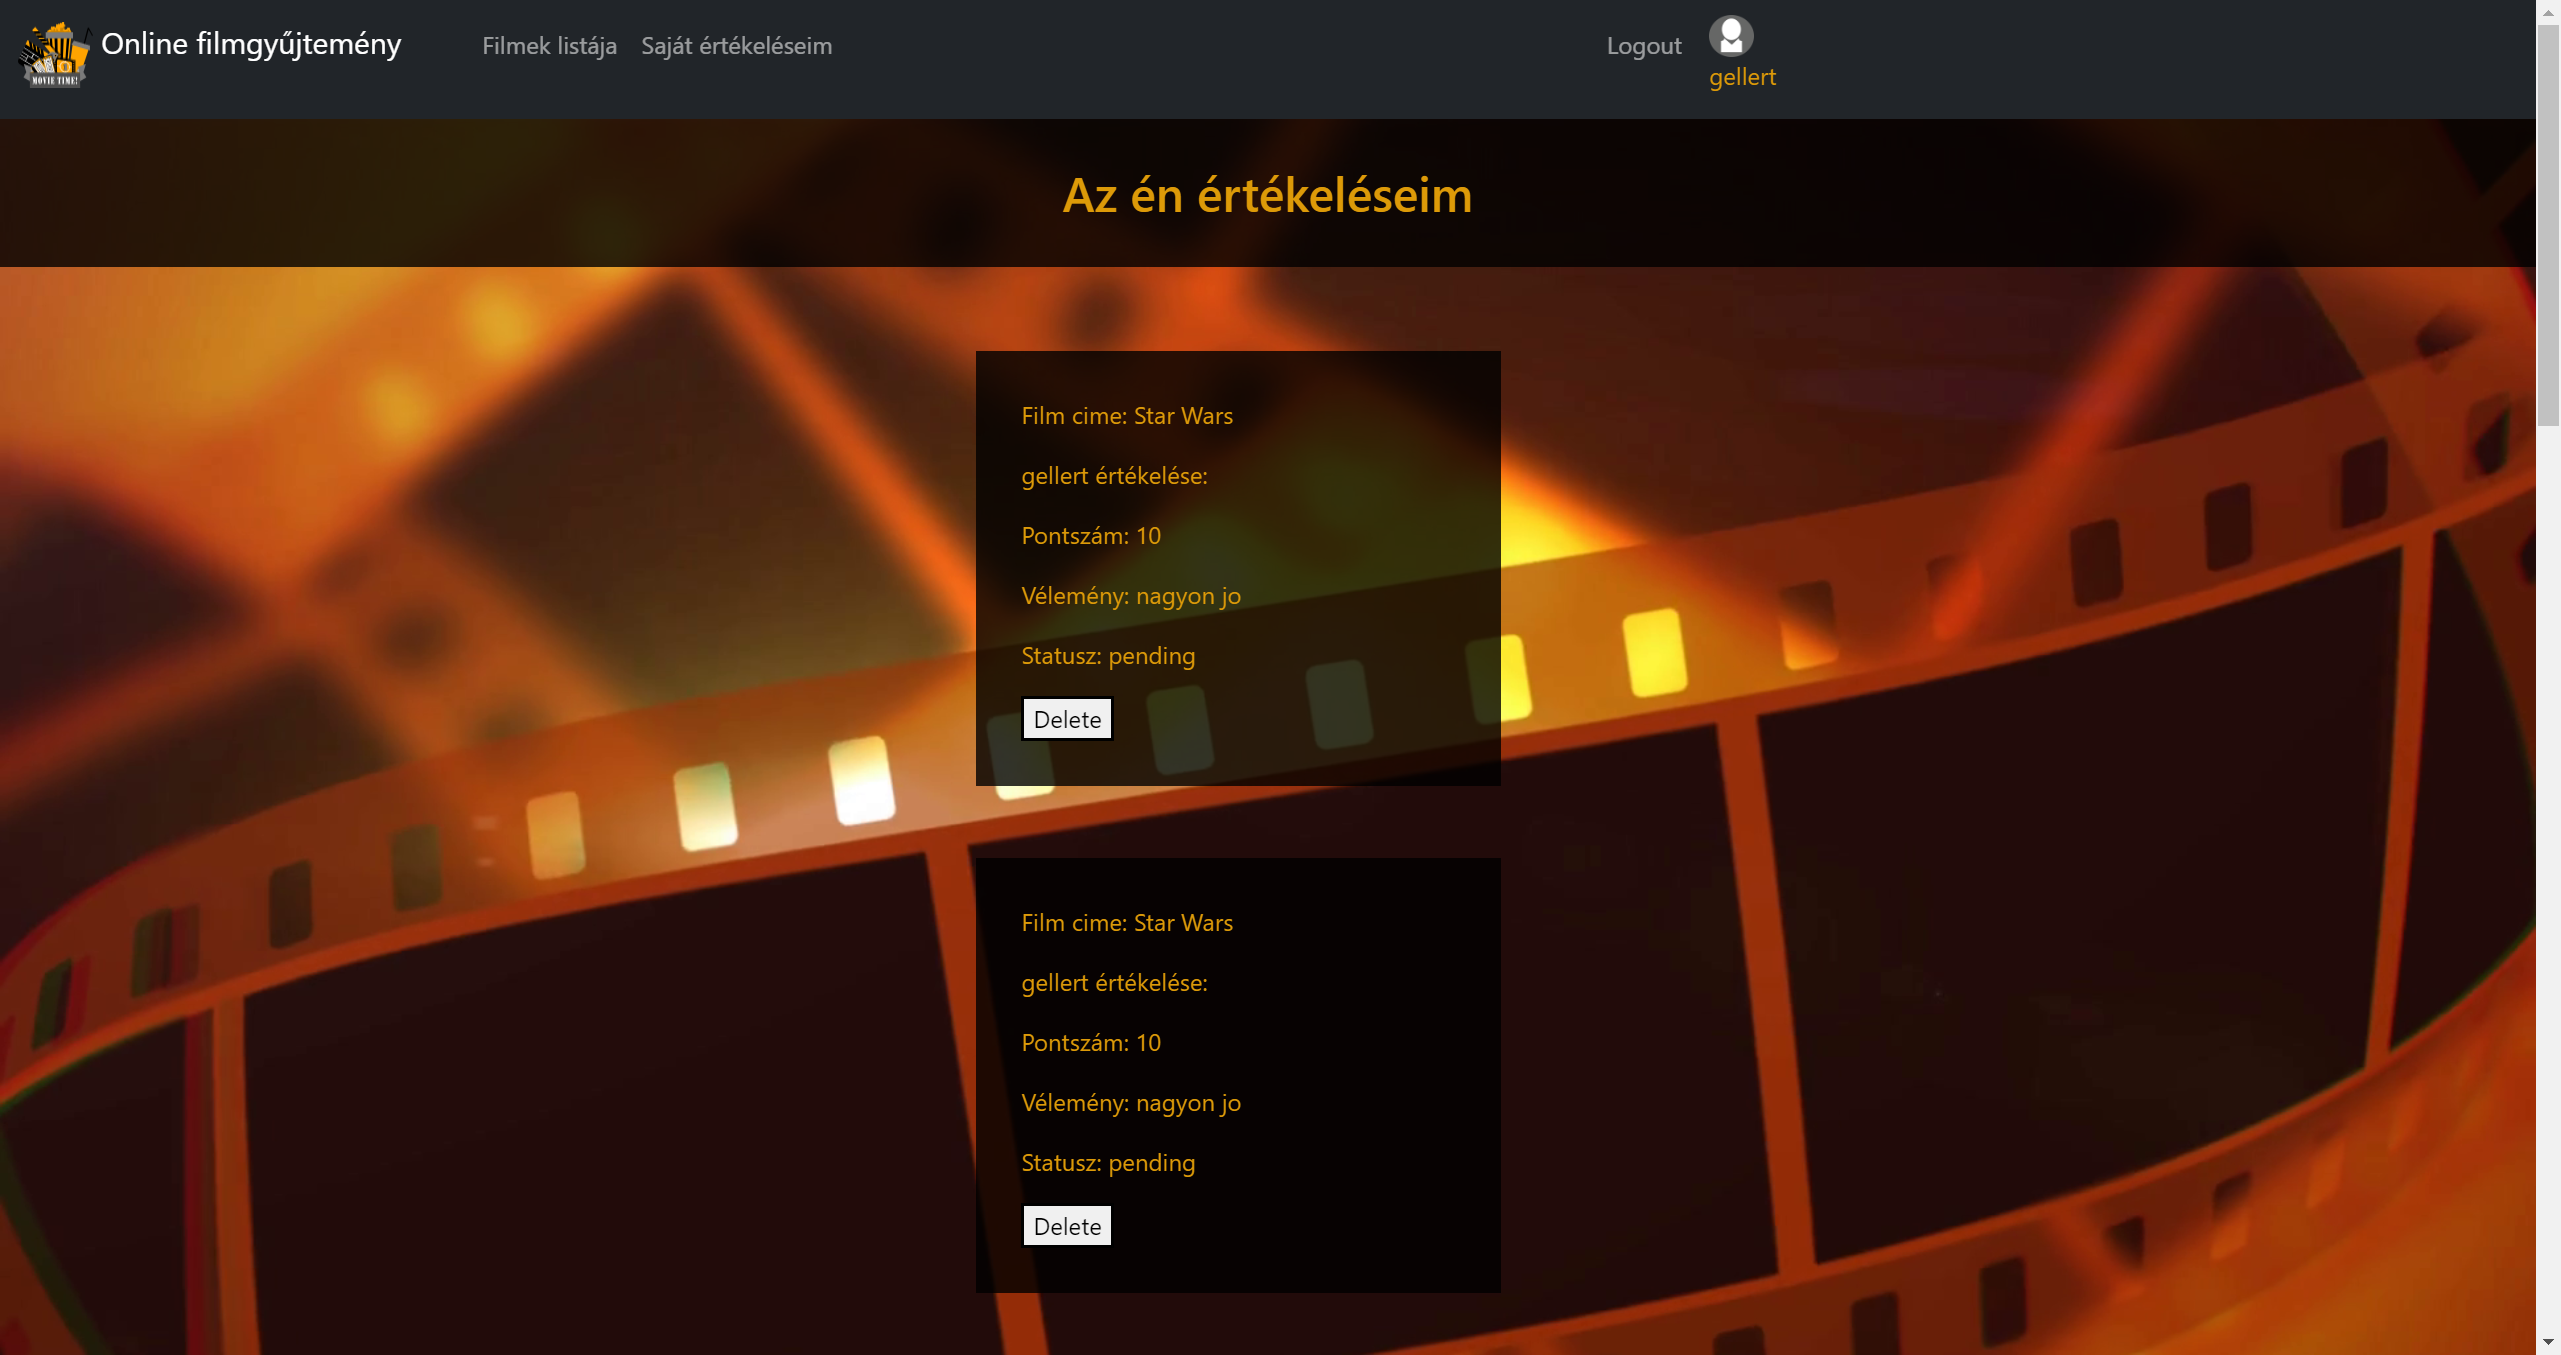 MOVIE TIME!
Online filmgyűjtemény
Filmek listája
Saját értékeléseim
Logout
gellert
Az én értékeléseim
Film cime: Star Wars
gellert értékelése:
Pontszám: 10
Vélemény: nagyon jo
Statusz: pending
Delete
Film cime: Star Wars
gellert értékelése:
Pontszám: 10
Vélemény: nagyon jo
Statusz: pending
Delete